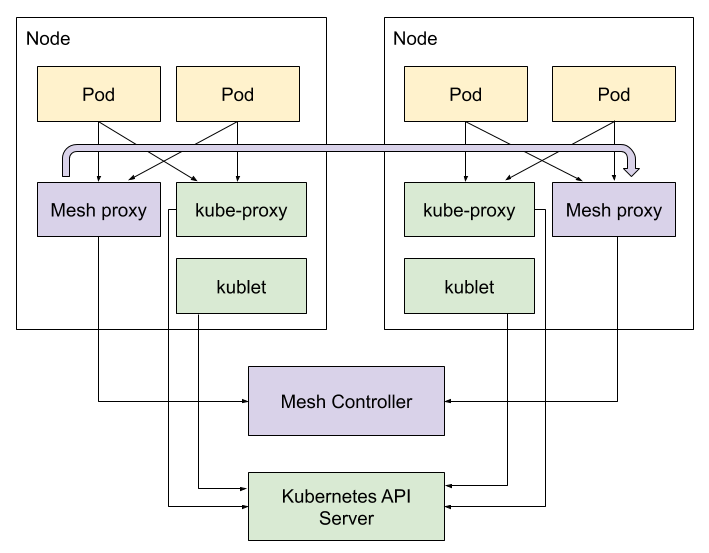 Node
Node
Pod
Pod
Pod
Pod
Mesh proxy
kube-proxy
kube-proxy
Mesh proxy
kublet
kublet
Mesh Controller
Kubernetes API
Server